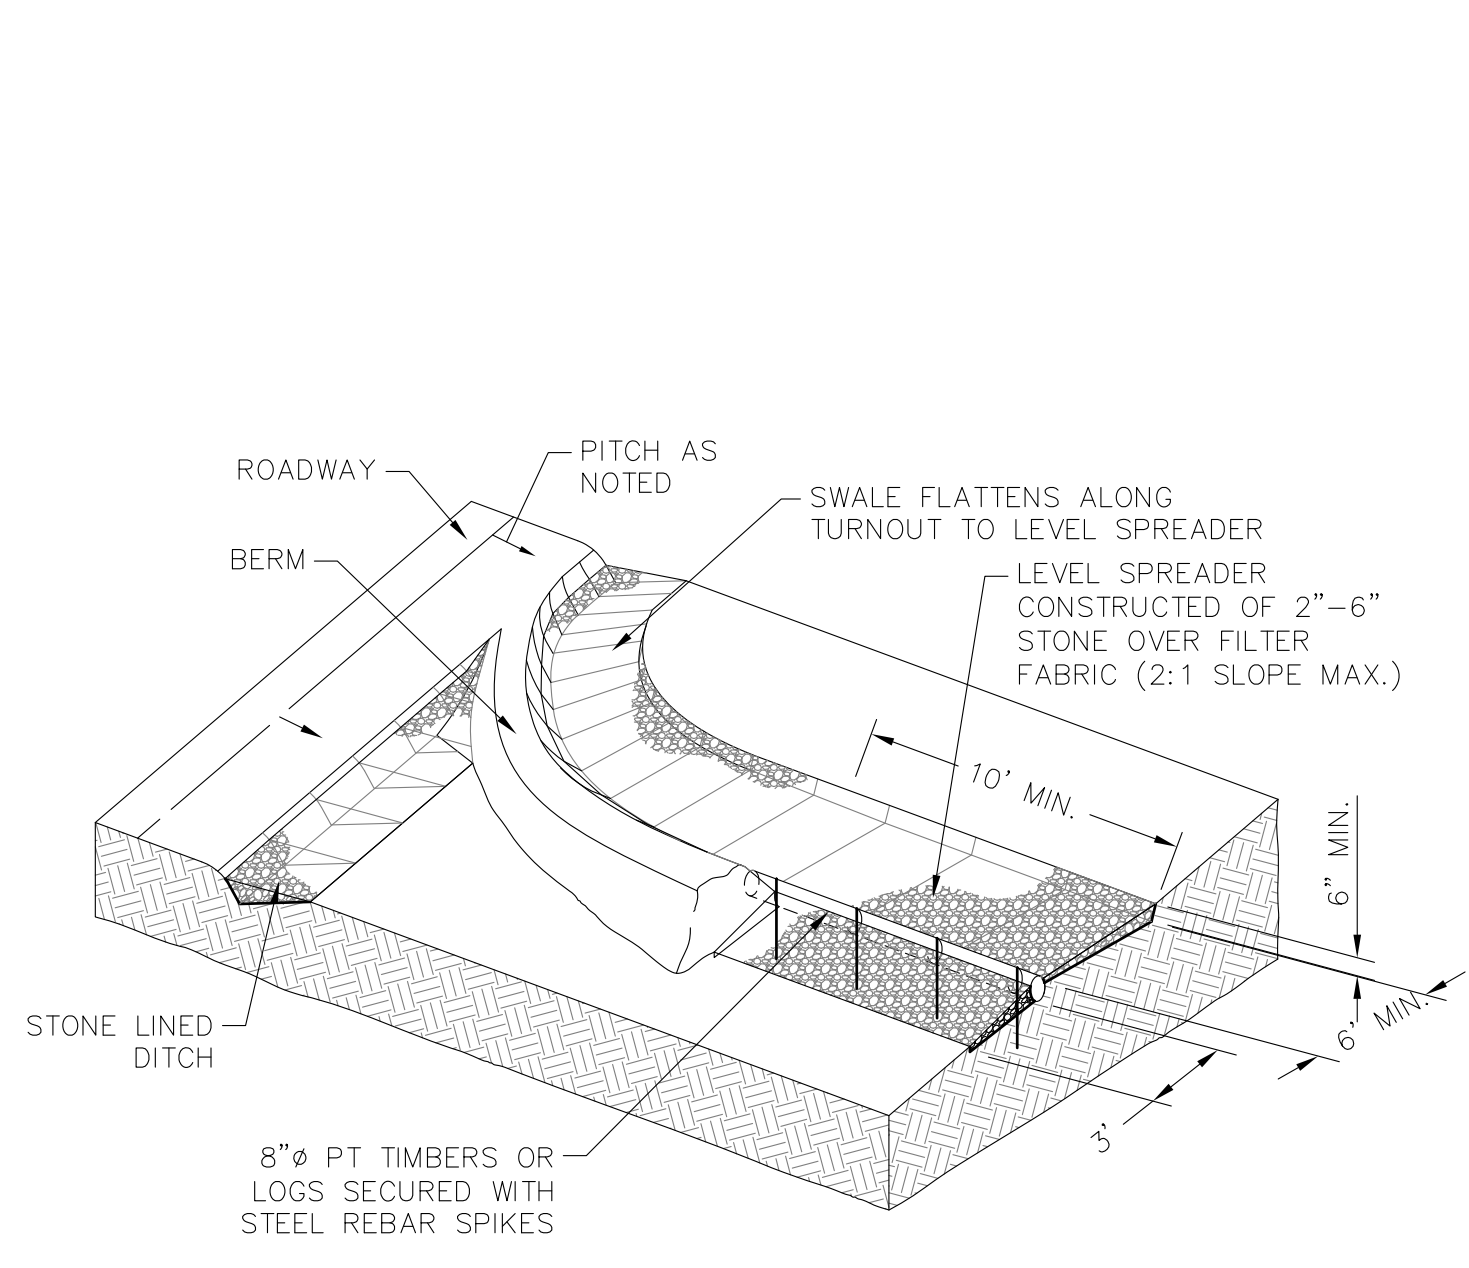 ROADWAY
PITCH AS
NOTED
BERM
SWALE FLATTENS ALONG
TURNOUT TO LEVEL SPREADER
LEVEL SPREADER
CONSTRUCTED OF 2”–6”
STONE OVER FILTER
FABRIC (2:1 SLOPE MAX.)
10' MIN.
6” MIN.
6' MIN.
3'
STONE LINED
DITCH
8”ø PT TIMBERS OR
LOGS SECURED WITH
STEEL REBAR SPIKES